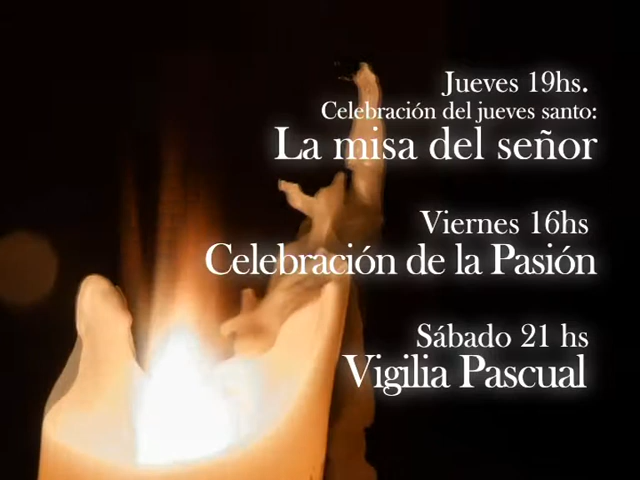 Jueves 19hs.
Celebración del jueves santo:
La misa del señor
Viernes 16hs
Celebración de la Pasión
Sábado 21 hs
Vigilia Pascual